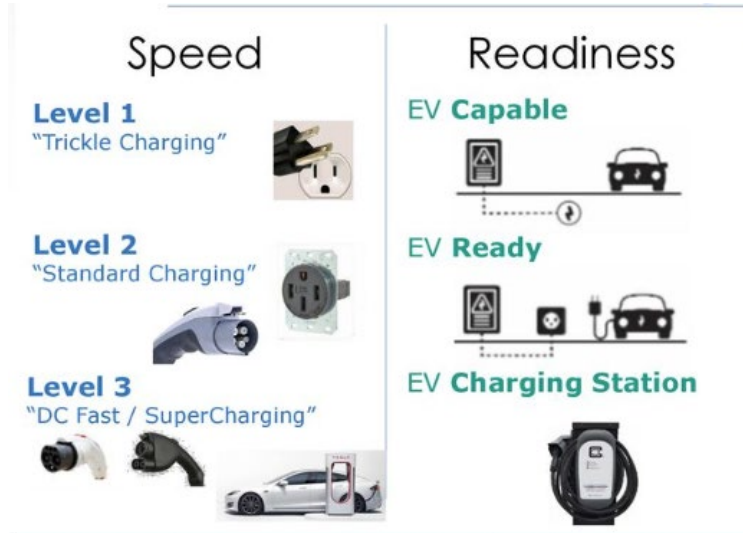 Speed
Level 1
“Trickle Charging”
Level 2
“Standard Charging”
Level 3
“DC Fast / SuperCharging”
TESLA
Readiness
EV Capable
EV Ready
EV Charging Station